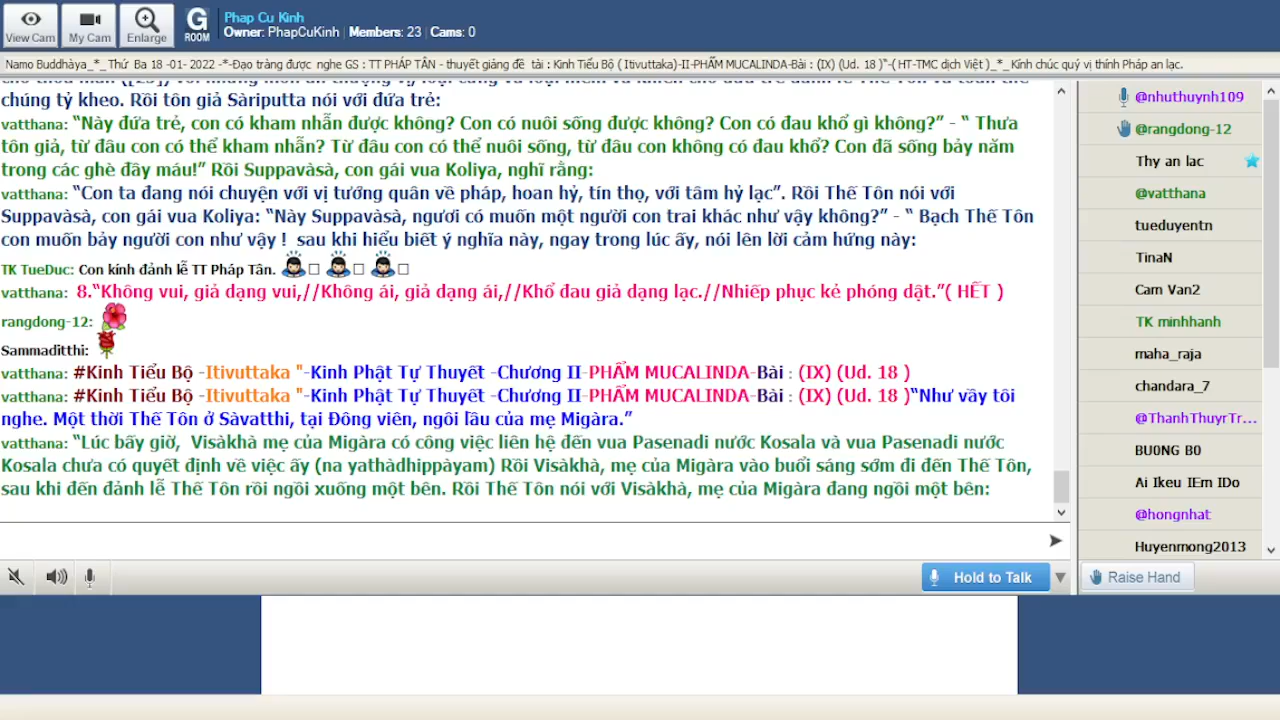 View Cam
My Cam
Enlarge
G
ROOM
Phap Cu Kinh
Owner: PhapCuKinh | Members: 23 | Cams: 0
Namo Buddhàya_*_Thứ Ba 18 -01- 2022 -*-Đạo tràng được nghe GS : TT PHÁP TÂN - thuyết giảng đề tài : Kinh Tiểu Bộ ( Itivuttaka)-II-PHẨM MUCALINDA-Bài : (IX) (Ud. 18 )"-( HT-TMC dịch Việt )_*_Kính chúc quý vị thính Pháp an lạc.
chúng tỷ kheo. Rồi tôn giả Sàriputta nói với đứa trẻ:
vatthana: “Này đứa trẻ, con có kham nhẫn được không? Con có nuôi sống được không? Con có đau khổ gì không?” - “ Thưa
tôn giả, từ đâu con có thể kham nhẫn? Từ đâu con có thể nuôi sống, từ đâu con không có đau khổ? Con đã sống bảy năm
trong các ghè đầy máu!” Rồi Suppavàsà, con gái vua Koliya, nghĩ rằng:
vatthana: “Con ta đang nói chuyện với vị tướng quân về pháp, hoan hỷ, tín thọ, với tâm hỷ lạc”. Rồi Thế Tôn nói với
Suppavàsà, con gái vua Koliya: “Này Suppavàsà, ngươi có muốn một người con trai khác như vậy không?” - “ Bạch Thế Tôn
con muốn bảy người con như vậy ! sau khi hiểu biết ý nghĩa này, ngay trong lúc ấy, nói lên lời cảm hứng này:
TK TueDuc: Con kính đảnh lễ TT Pháp Tân.
vatthana: 8.“Không vui, giả dạng vui,//Không ái, giả dạng ái,//Khổ đau giả dạng lạc.//Nhiếp phục kẻ phóng dật.”( HẾT )
rangdong-12:
Sammaditthi:
vatthana: #Kinh Tiểu Bộ -Itivuttaka "-Kinh Phật Tự Thuyết -Chương II-PHẨM MUCALINDA-Bài : (IX) (Ud. 18 )
vatthana: #Kinh Tiểu Bộ -Itivuttaka "-Kinh Phật Tự Thuyết -Chương II-PHẨM MUCALINDA-Bài : (IX) (Ud. 18 )“Như vầy tôi
nghe. Một thời Thế Tôn ở Sàvatthi, tại Đông viên, ngôi lầu của mẹ Migàra.”
vatthana: “Lúc bấy giờ, Visàkhà mẹ của Migàra có công việc liên hệ đến vua Pasenadi nước Kosala và vua Pasenadi nước
Kosala chưa có quyết định về việc ấy (na yathàdhippàyam) Rồi Visàkhà, mẹ của Migàra vào buổi sáng sớm đi đến Thế Tôn,
sau khi đến đảnh lễ Thế Tôn rồi ngồi xuống một bên. Rồi Thế Tôn nói với Visàkhà, mẹ của Migàra đang ngồi một bên:
@nhuthuynh109
@rangdong-12
Thy an lac
@vatthana
tueduyentn
TinaN
Cam Van2
TK minhhanh
maha_raja
chandara_7
@ThanhThuyrTr...
BU0NG B0
Ai Ikeu IEm IDo
@hongnhat
Huyenmong2013
Hold to Talk
Raise Hand